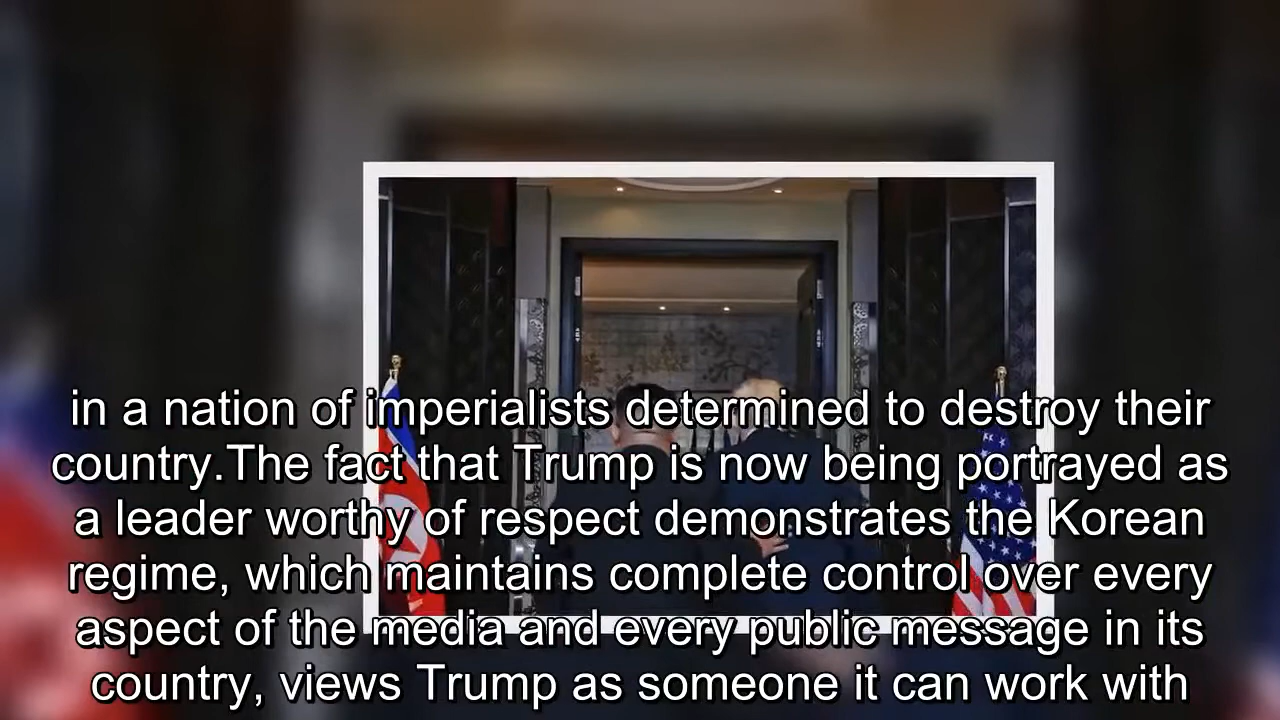 in a nation of imperialists determined to destroy their
country.The fact that Trump is now being portrayed as
a leader worthy of respect demonstrates the Korean
regime, which maintains complete control over every
aspect of the media and every public message in its
country, views Trump as someone it can work with